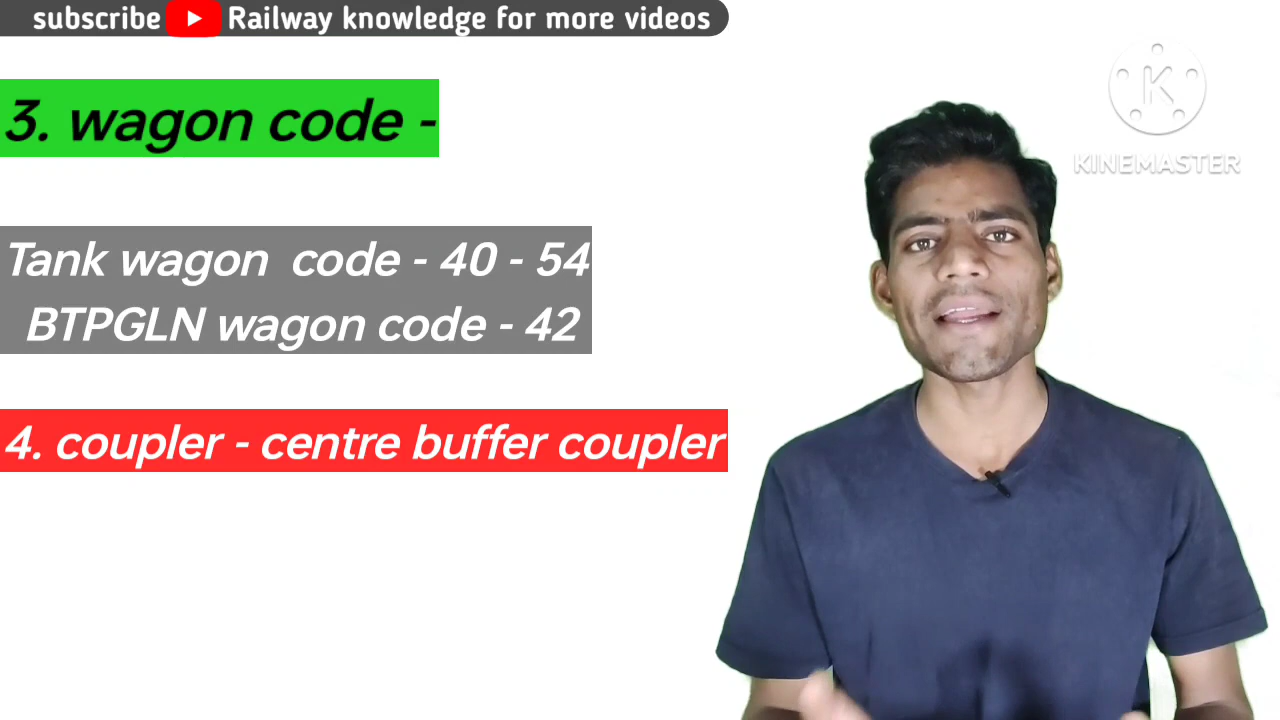 subscribe Railway knowledge for more videos
K
KINEMASTER
3. wagon code -
Tank wagon code - 40 - 54
BTPGLN wagon code - 42
4. coupler - centre buffer coupler